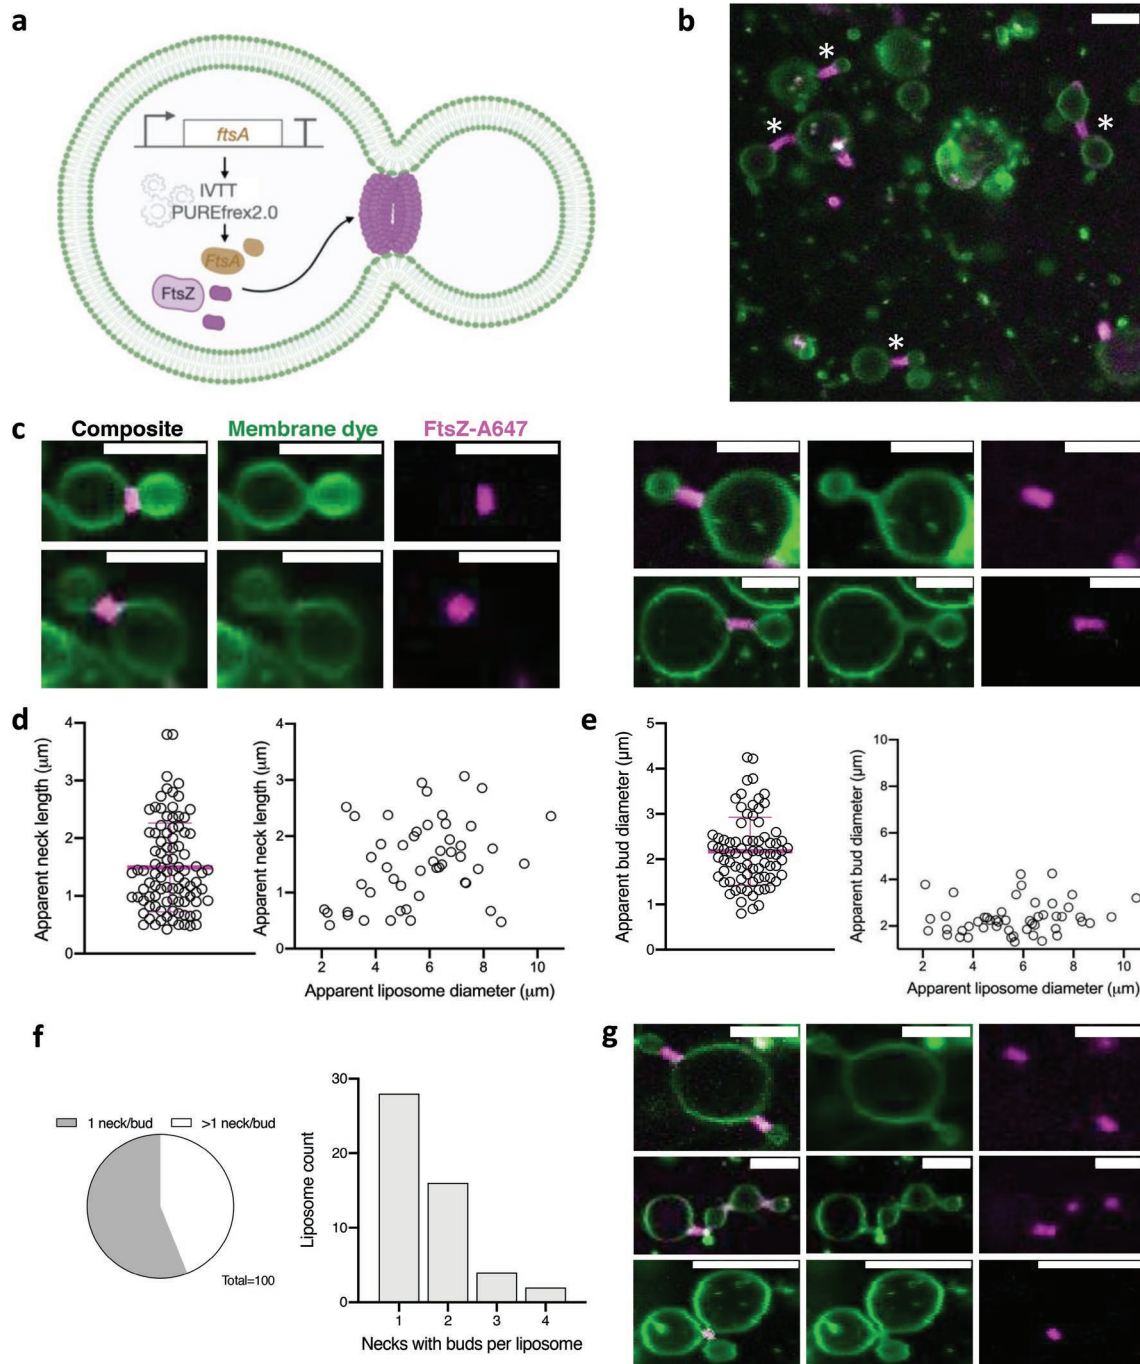 a
ftsA
IVTT
PUREfrex2.0
FtsA
FtsZ
b
*
*
*
*
c
Composite
Membrane dye
FtsZ-A647
d
Apparent neck length (μm)
4
3
2
1
0
Apparent neck length (μm)
4
3
2
1
0
2
4
6
8
10
Apparent liposome diameter (μm)
e
Apparent bud diameter (μm)
5
4
3
2
1
0
Apparent bud diameter (μm)
10
8
6
4
2
2
4
6
8
10
Apparent liposome diameter (μm)
f
1 neck/bud
>1 neck/bud
Total=100
Liposome count
30
20
10
0
1
2
3
4
Necks with buds per liposome
g